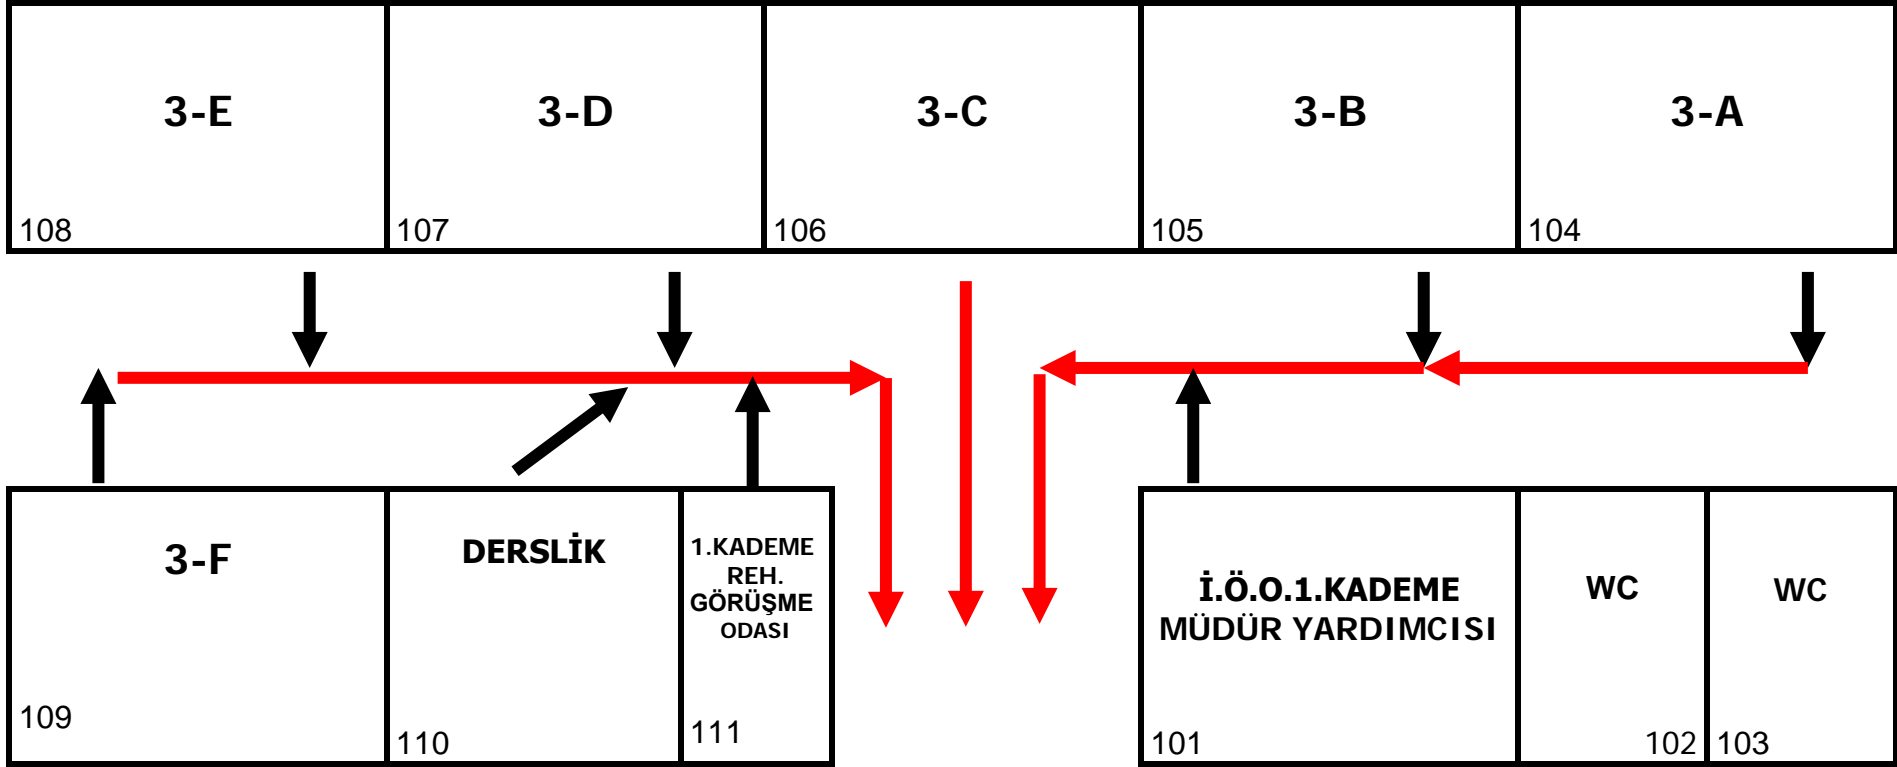 3-E
108
3-D
107
3-C
106
3-B
105
3-A
104
3-F
109
DERSLİK
110
1.KADEME
REH.
GÖRÜŞME
ODASI
111
İ.Ö.O.1.KADEME
MÜDÜR YARDIMCISI
101
WC
102
WC
103